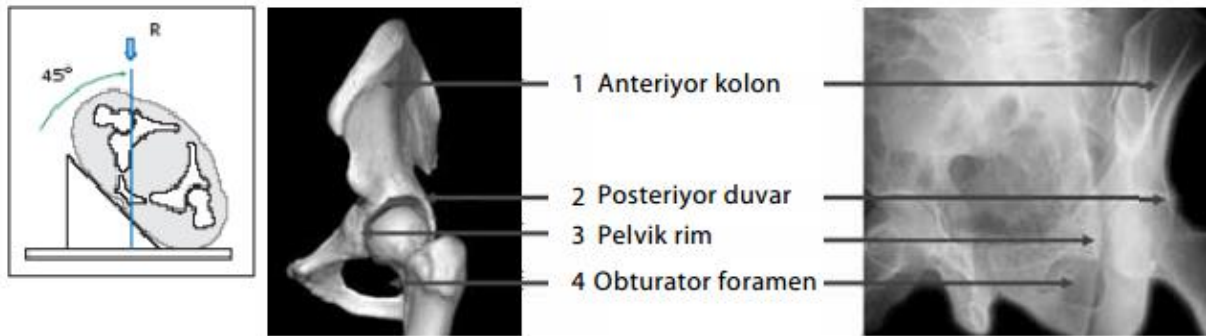 R
45°
1 Anteriyor kolon
2 Posteriyor duvar
3 Pelvik rim
4 Obturator foramen